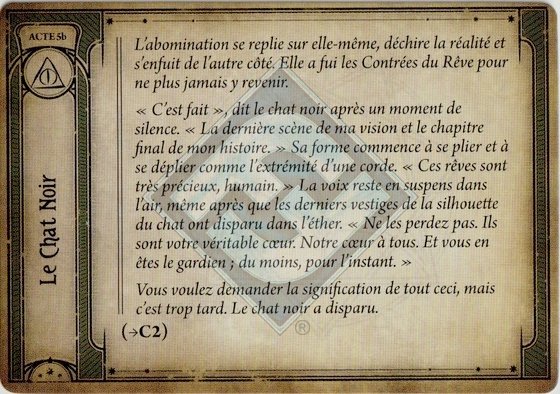 ACTE 5b
Le Chat Noir
L'abomination se replie sur elle-même, déchire la réalité et
s'enfuit de l'autre côté. Elle a fui les Contrées du Rêve pour
ne plus jamais y revenir.
« C'est fait », dit le chat noir après un moment de
silence. « La dernière scène de ma vision et le chapitre
final de mon histoire. » Sa forme commence à se plier et à
se déplier comme l'extrémité d'une corde. « Ces rêves sont
très précieux, humain. » La voix reste en suspens dans
l'air, même après que les derniers vestiges de la silhouette
du chat ont disparu dans l'éther. « Ne les perdez pas. Ils
sont votre véritable cœur. Notre cœur à tous. Et vous en
êtes le gardien ; du moins, pour l'instant. »
Vous voulez demander la signification de tout ceci, mais
c'est trop tard. Le chat noir a disparu.
(→C2)
®